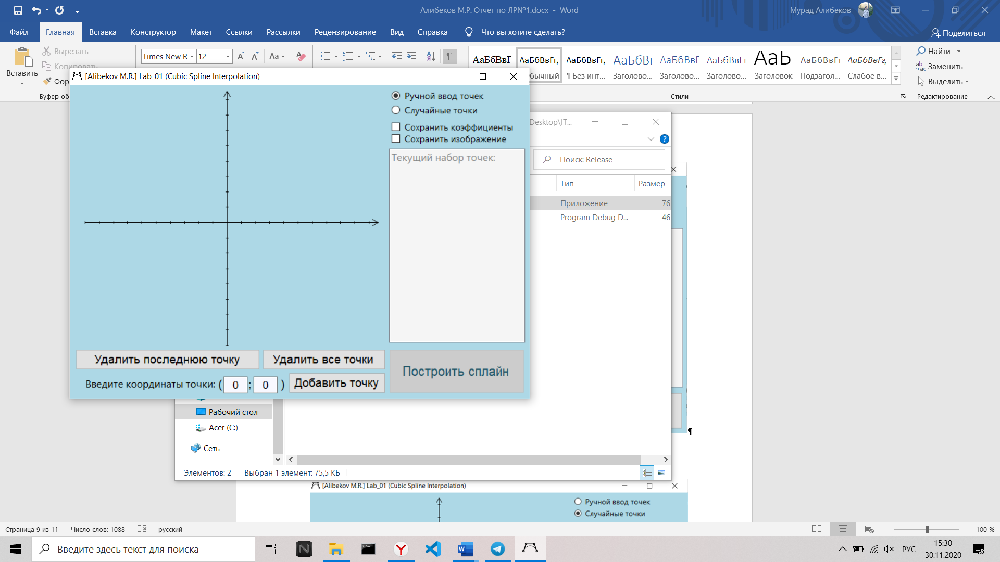 Алибеков М.Р. Отчёт по ЛР№1.docx - Word
Мурад Алибеков
Файл Главная Вставка Конструктор Макет Ссылки Рассылки Рецензирование Вид Справка Что вы хотите сделать? Поделиться
Вставить
Вырезать
Копировать
Фор
Буфер об
Times New R 12
Aa
АаБбВвГ АаБбВвГг, АаБбВвГг, АаБбВв АаБбВвГ АаБбВвГг АаЬ АаБбВвГг АаБбВвГг,
бычный ¶ Без инт... Заголово... Заголово... Заголово... Заголовок Подзагол... Слабое в...
Стили
Найти
Заменить
Выделить
Редактирование
[Alibekov M.R.] Lab_01 (Cubic Spline Interpolation)
Ручной ввод точек
Случайные точки
Сохранить коэффициенты
Сохранить изображение
Текущий набор точек:
Удалить последнюю точку
Удалить все точки
Построить сплайн
Введите координаты точки: ( 0 ; 0 )
Добавить точку
Desktop\IT...
Поиск: Release
Тип Размер
Приложение 76
Program Debug D... 46
Рабочий стол
Acer (C:)
Сеть
Элементов: 2 Выбран 1 элемент: 75,5 КБ
¶
[Alibekov M.R.] Lab_01 (Cubic Spline Interpolation)
Ручной ввод точек
Случайные точки
Страница 9 из 11 Число слов: 1088 русский 100 %
Введите здесь текст для поиска
РУС
15:30
30.11.2020